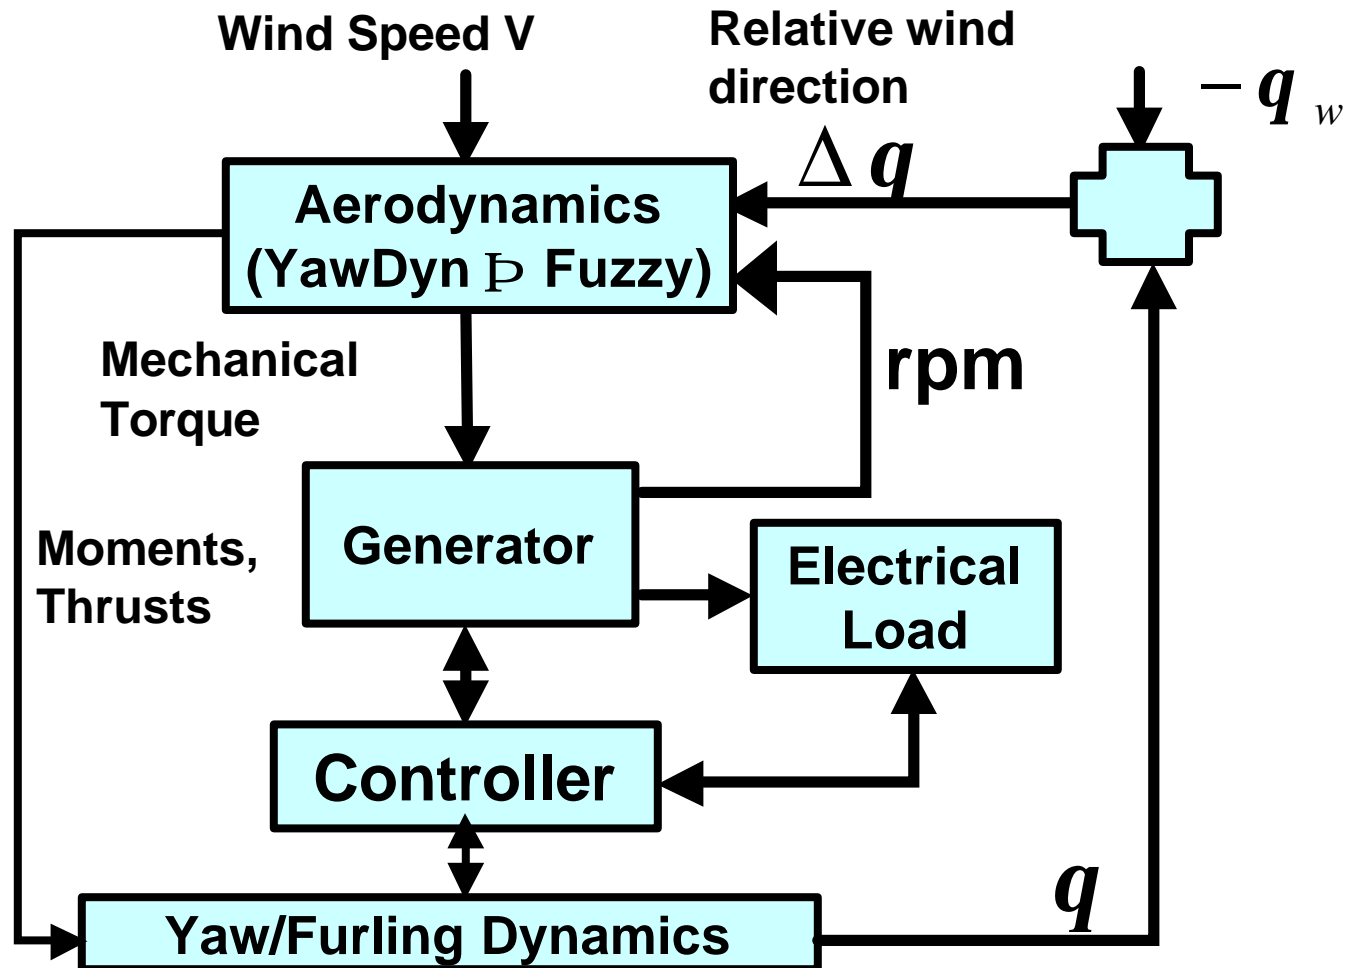 Wind Speed V
Relative wind
direction
− q w
Δ q
Aerodynamics
(YawDyn Þ Fuzzy)
rpm
Mechanical
Torque
Generator
Moments,
Thrusts
Electrical
Load
Controller
q
Yaw/Furling Dynamics